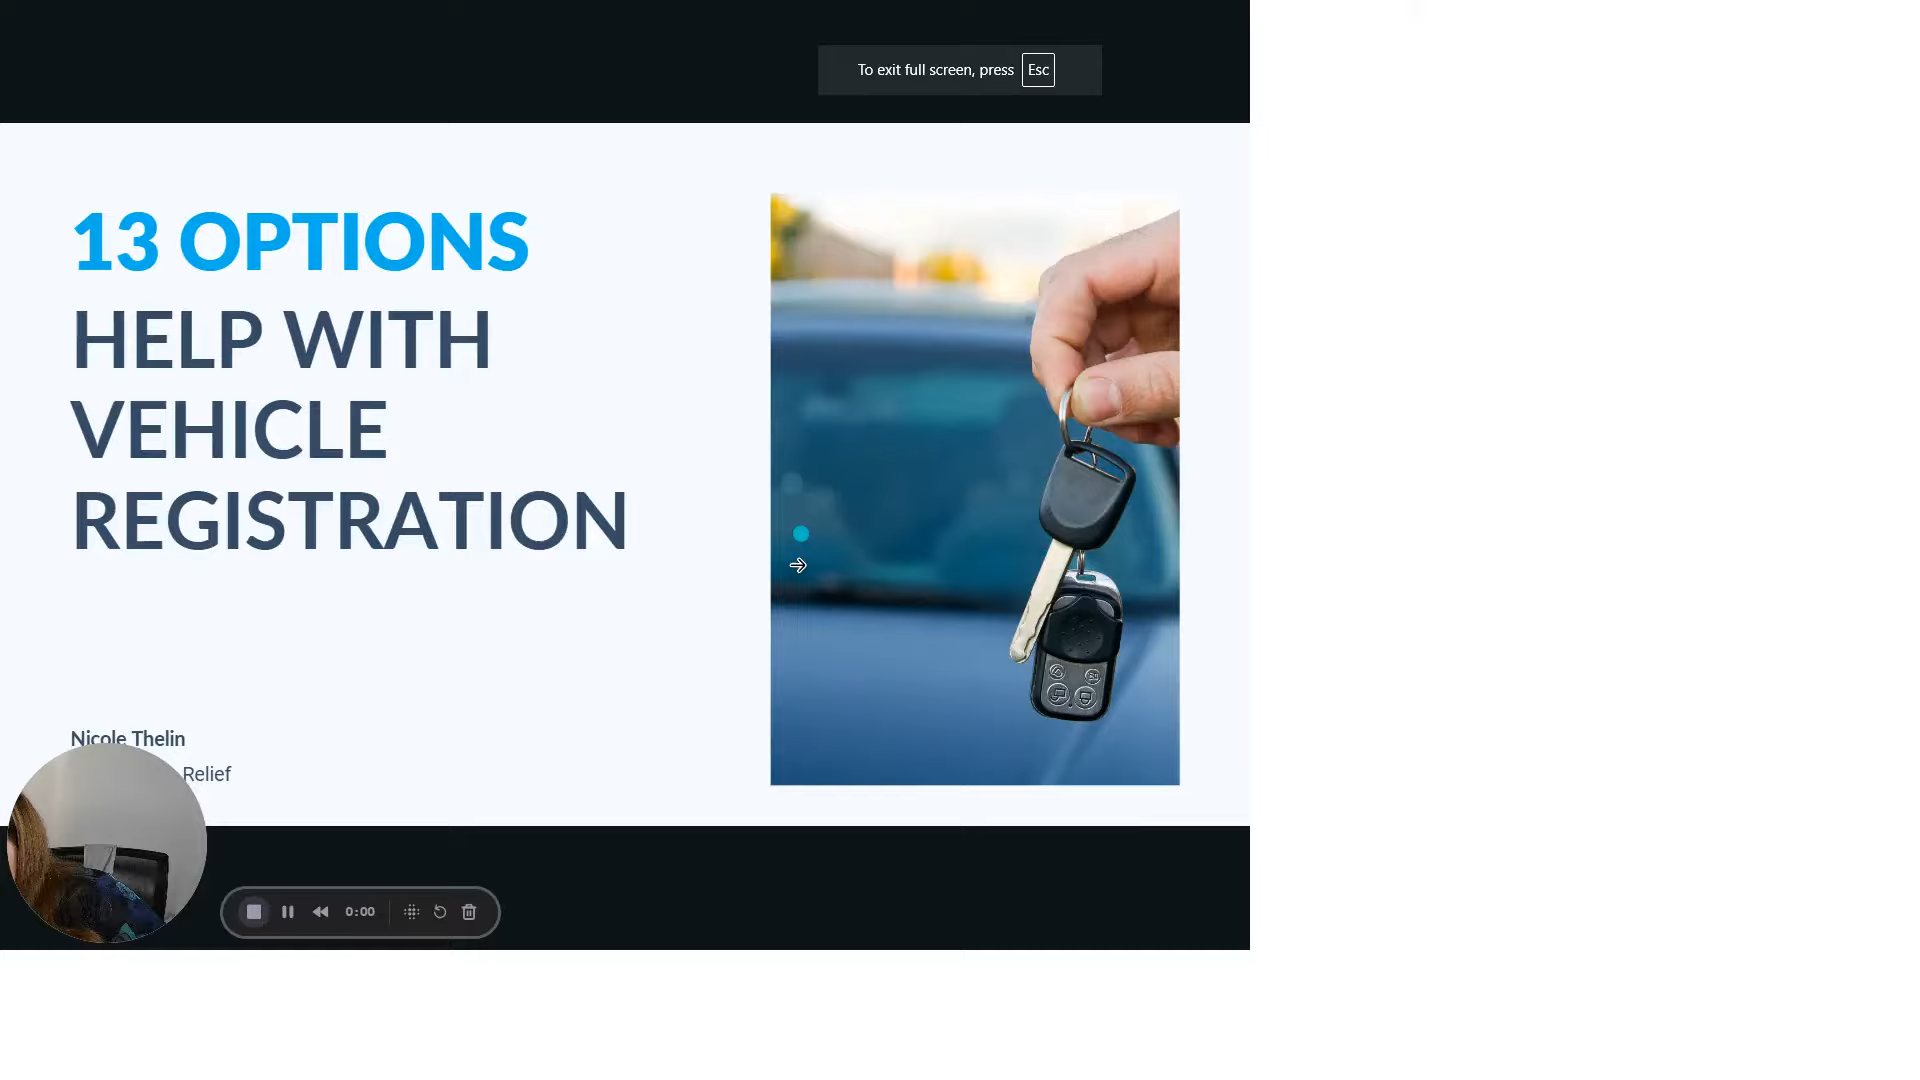 To exit full screen, press Esc
13 OPTIONS
HELP WITH
VEHICLE
REGISTRATION
Nicole Thelin
Relief
0:00